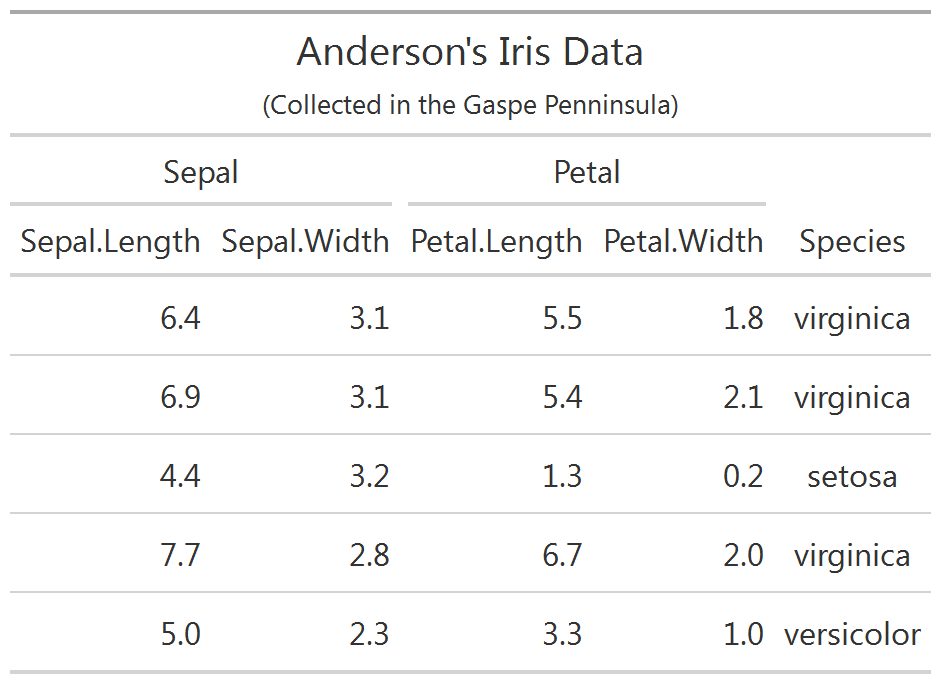 Anderson's Iris Data
(Collected in the Gaspe Penninsula)
Sepal Petal
Sepal.Length Sepal.Width Petal.Length Petal.Width Species
6.4 3.1 5.5 1.8 virginica
6.9 3.1 5.4 2.1 virginica
4.4 3.2 1.3 0.2 setosa
7.7 2.8 6.7 2.0 virginica
5.0 2.3 3.3 1.0 versicolor